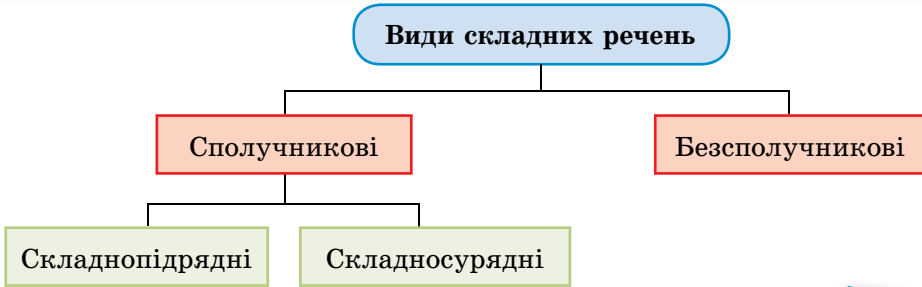 Види складних речень
Сполучникові
Безсполучникові
Складнопідрядні
Складносурядні